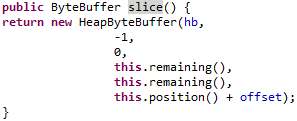 public ByteBuffer slice() {
return new HeapByteBuffer(hb,
-1,
0,
this.remaining(),
this.remaining(),
this.position() + offset);
}